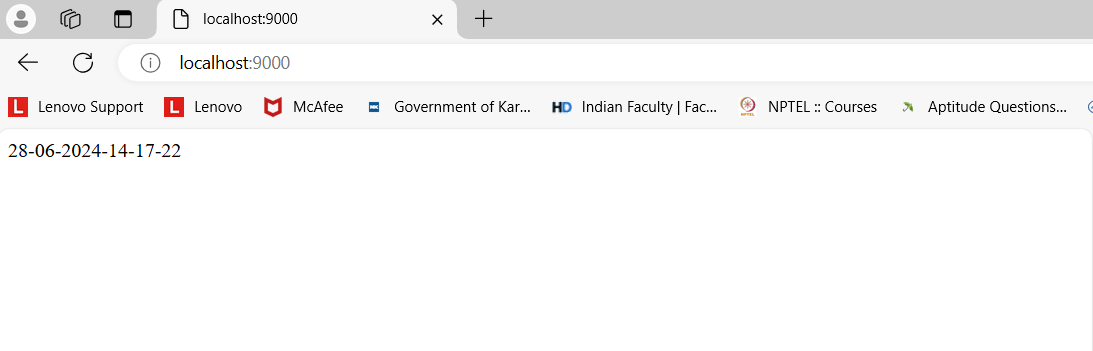 localhost:9000
localhost:9000
Lenovo Support Lenovo McAfee Government of Kar... Indian Faculty | Fac... NPTEL :: Courses Aptitude Questions...
28-06-2024-14-17-22